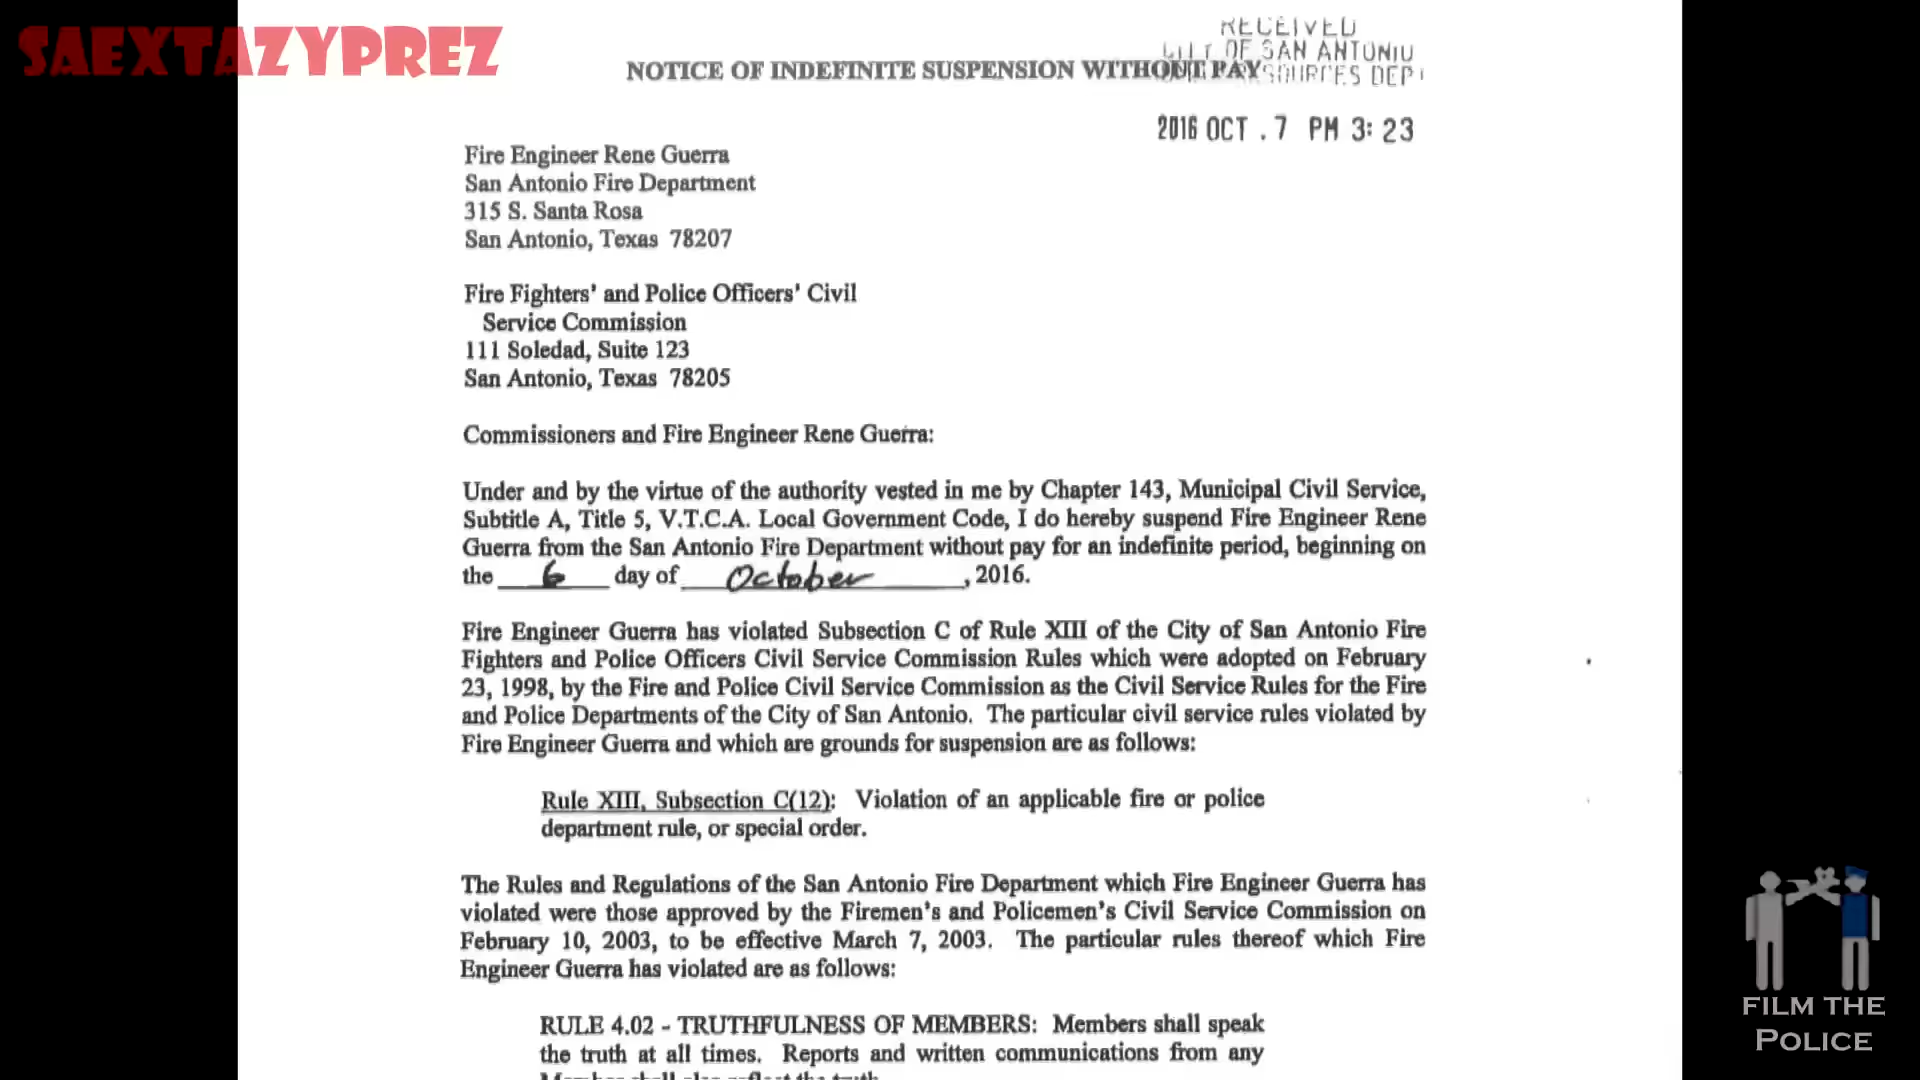 SAEXTAZYPREZ
RECEIVED
CITY OF SAN ANTONIO
NOTICE OF INDEFINITE SUSPENSION WITHOUT PAY
2016 OCT .7 PM 3:23
Fire Engineer Rene Guerra
San Antonio Fire Department
315 S. Santa Rosa
San Antonio, Texas 78207
Fire Fighters' and Police Officers' Civil
Service Commission
111 Soledad, Suite 123
San Antonio, Texas 78205
Commissioners and Fire Engineer Rene Guerra:
Under and by the virtue of the authority vested in me by Chapter 143, Municipal Civil Service,
Subtitle A, Title 5, V.T.C.A. Local Government Code, I do hereby suspend Fire Engineer Rene
Guerra from the San Antonio Fire Department without pay for an indefinite period, beginning on
the 6 day of October, 2016.
Fire Engineer Guerra has violated Subsection C of Rule XIII of the City of San Antonio Fire
Fighters and Police Officers Civil Service Commission Rules which were adopted on February
23, 1998, by the Fire and Police Civil Service Commission as the Civil Service Rules for the Fire
and Police Departments of the City of San Antonio. The particular civil service rules violated by
Fire Engineer Guerra and which are grounds for suspension are as follows:
Rule XIII, Subsection C(12): Violation of an applicable fire or police
department rule, or special order.
The Rules and Regulations of the San Antonio Fire Department which Fire Engineer Guerra has
violated were those approved by the Firemen's and Policemen's Civil Service Commission on
February 10, 2003, to be effective March 7, 2003. The particular rules thereof which Fire
Engineer Guerra has violated are as follows:
RULE 4.02 - TRUTHFULNESS OF MEMBERS: Members shall speak
the truth at all times. Reports and written communications from any
FILM THE
POLICE